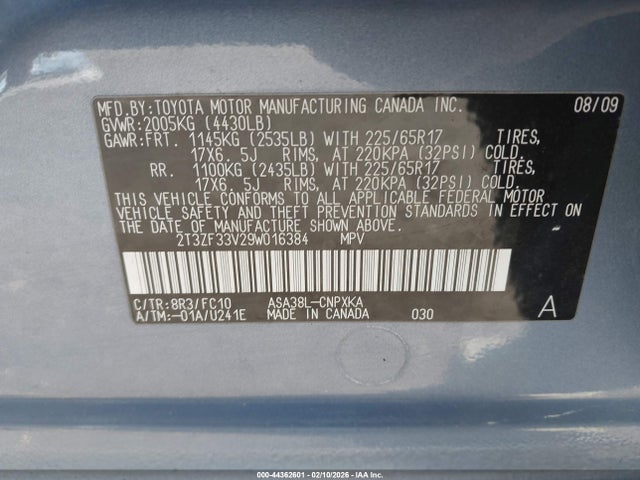 MFD.BY:TOYOTA MOTOR MANUFACTURING CANADA INC. 08/09
GVWR:2005KG (4430LB)
GAWR:FRT. 1145KG (2535LB) WITH 225/65R17 TIRES,
17X6. 5J RIMS, AT 220KPA (32PSI) COLD.
RR. 1100KG (2435LB) WITH 225/65R17 TIRES,
17X6. 5J RIMS, AT 220KPA (32PSI) COLD.
THIS VEHICLE CONFORMS TO ALL APPLICABLE FEDERAL MOTOR
VEHICLE SAFETY AND THEFT PREVENTION STANDARDS IN EFFECT ON
THE DATE OF MANUFACTURE SHOWN ABOVE.
2T3ZF33V29W016384 MPV
C/TR:8R3/FC10 ASA38L-CNPXKA
A/TM:-01A/U241E MADE IN CANADA 030 A
000-44362601 - 02/10/2026 - IAA Inc.